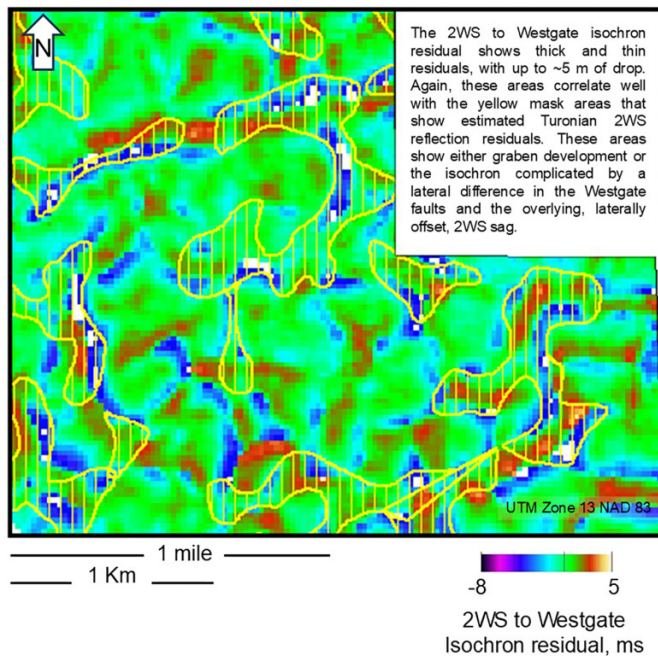 N
The 2WS to Westgate isochron
residual shows thick and thin
residuals, with up to ~5 m of drop.
Again, these areas correlate well
with the yellow mask areas that
show estimated Turonian 2WS
reflection residuals. These areas
show either graben development or
the isochron complicated by a
lateral difference in the Westgate
faults and the overlying, laterally
offset, 2WS sag.
UTM Zone 13 NAD 83
1 mile
1 Km
-8 5
2WS to Westgate
Isochron residual, ms